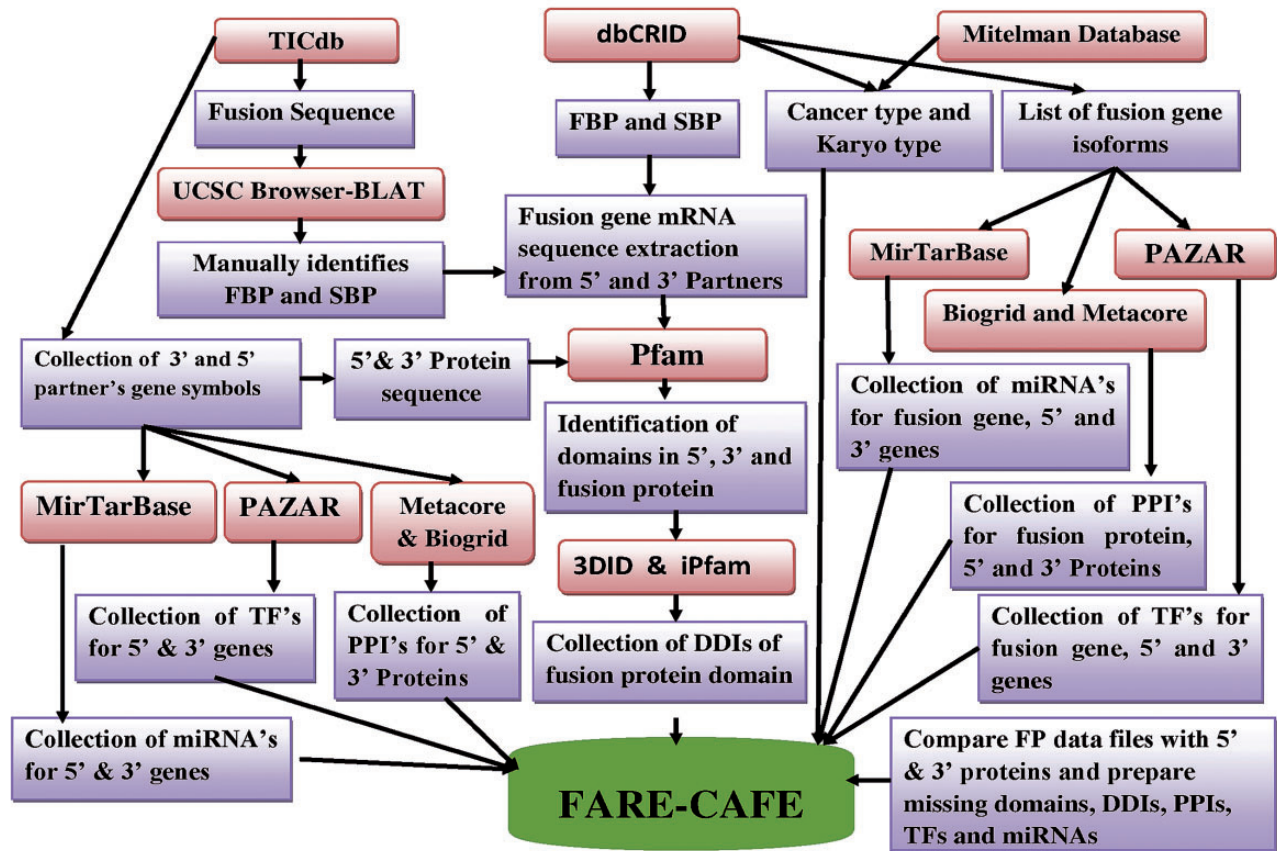 TICdb
dbCRID
Mitelman Database
Fusion Sequence
FBP and SBP
Cancer type and
Karyo type
List of fusion gene
isoforms
UCSC Browser-BLAT
Manually identifies
FBP and SBP
Fusion gene mRNA
sequence extraction
from 5’ and 3’ Partners
MirTarBase
PAZAR
Biogrid and Metacore
Collection of 3’ and 5’
partner’s gene symbols
5’& 3’ Protein
sequence
Pfam
Collection of miRNA’s
for fusion gene, 5’ and
3’ genes
Identification of
domains in 5’, 3’ and
fusion protein
MirTarBase
PAZAR
Metacore
& Biogrid
Collection of PPI’s
for fusion protein,
5’ and 3’ Proteins
3DID & iPfam
Collection of TF’s
for 5’ & 3’ genes
Collection of
PPI’s for 5’ &
3’ Proteins
Collection of DDIs of
fusion protein domain
Collection of TF’s for
fusion gene, 5’ and 3’
genes
Collection of miRNA’s
for 5’ & 3’ genes
FARE-CAFE
Compare FP data files with 5’
& 3’ proteins and prepare
missing domains, DDIs, PPIs,
TFs and miRNAs